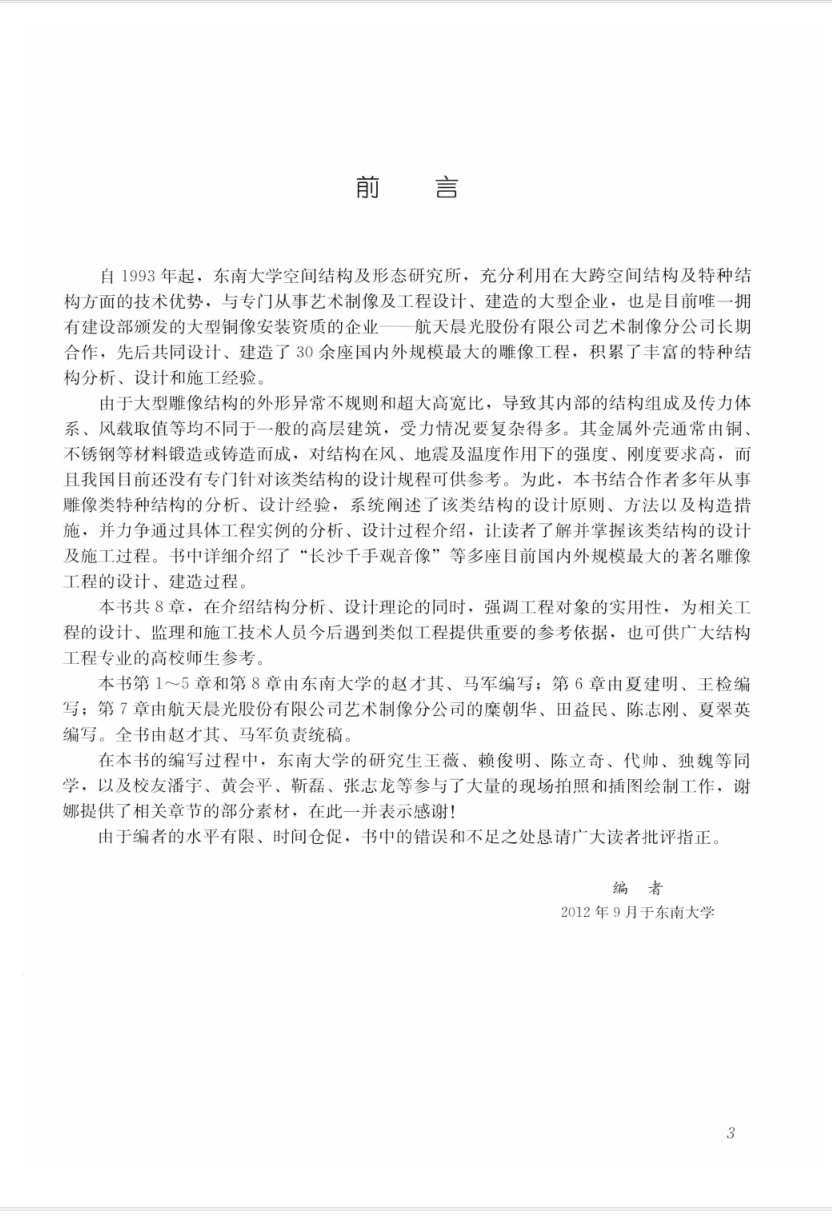 前 言
自 1993 年起，东南大学空间结构及形态研究所，充分利用在大跨空间结构及特种结
构方面的技术优势，与专门从事艺术制像及工程设计、建造的大型企业，也是目前唯一拥
有建设部颁发的大型铜像安装资质的企业——航天晨光股份有限公司艺术制像分公司长期
合作，先后共同设计、建造了 30 余座国内外规模最大的雕像工程，积累了丰富的特种结
构分析、设计和施工经验。
由于大型雕像结构的外形异常不规则和超大高宽比，导致其内部的结构组成及传力体
系、风载取值等均不同于一般的高层建筑，受力情况要复杂得多。其金属外壳通常由铜、
不锈钢等材料锻造或铸造而成，对结构在风、地震及温度作用下的强度、刚度要求高，而
且我国目前还没有专门针对该类结构的设计规程可供参考。为此，本书结合作者多年从事
雕像类特种结构的分析、设计经验，系统阐述了该类结构的设计原则、方法以及构造措
施，并力争通过具体工程实例的分析、设计过程介绍，让读者了解并掌握该类结构的设计
及施工过程。书中详细介绍了“长沙千手观音像”等多座目前国内外规模最大的著名雕像
工程的设计、建造过程。
本书共 8 章，在介绍结构分析、设计理论的同时，强调工程对象的实用性，为相关工
程的设计、监理和施工技术人员今后遇到类似工程提供重要的参考依据，也可供广大结构
工程专业的高校师生参考。
本书第 1～5 章和第 8 章由东南大学的赵才其、马军编写；第 6 章由夏建明、王检编
写；第 7 章由航天晨光股份有限公司艺术制像分公司的糜朝华、田益民、陈志刚、夏翠英
编写。全书由赵才其、马军负责统稿。
在本书的编写过程中，东南大学的研究生王薇、赖俊明、陈立奇、代帅、独魏等同
学，以及校友潘宇、黄会平、靳磊、张志龙等参与了大量的现场拍照和插图绘制工作，谢
娜提供了相关章节的部分素材，在此一并表示感谢！
由于编者的水平有限、时间仓促，书中的错误和不足之处恳请广大读者批评指正。
编 者
2012 年 9 月于东南大学
3